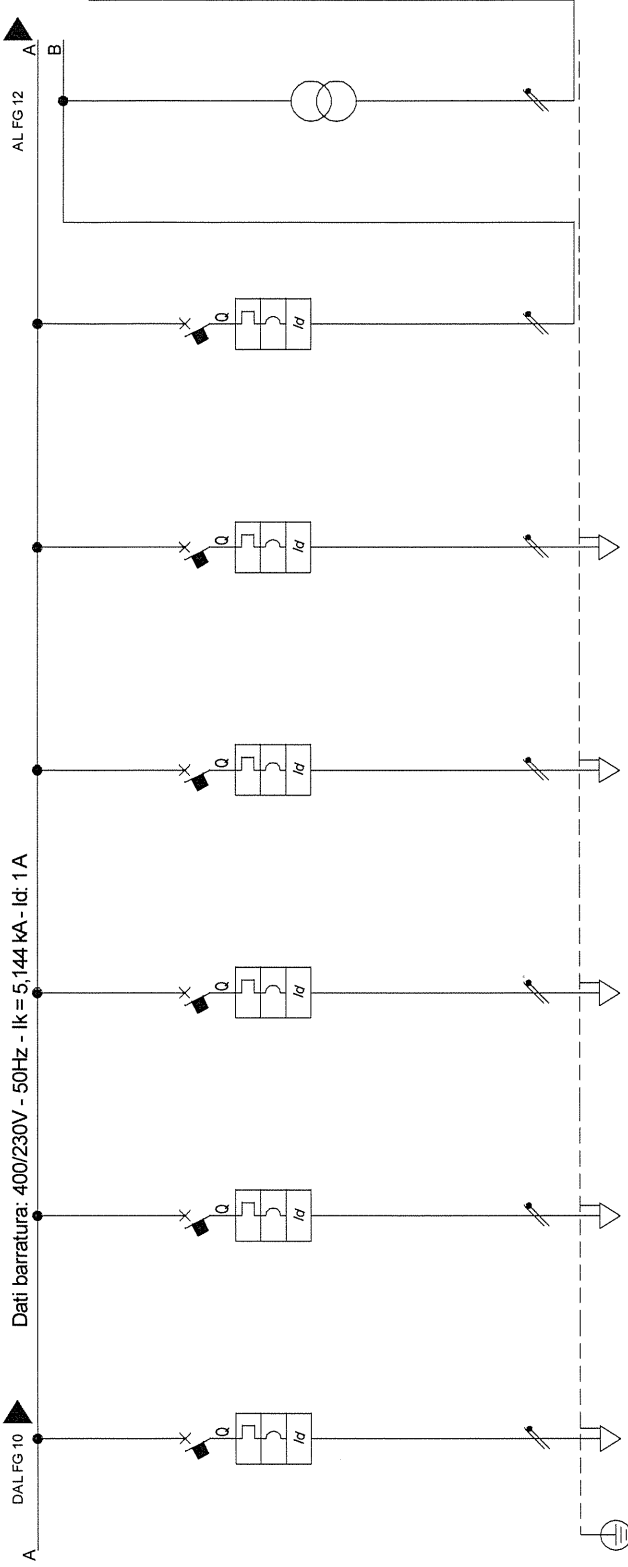 DAL FG 10
Dati barratura: 400/230V - 50Hz - Ik = 5,144 kA - Id: 1 A
AL FG 12
A
A
B
Q
Id
Q
Id
Q
Id
Q
Id
Q
Id
Q
Id